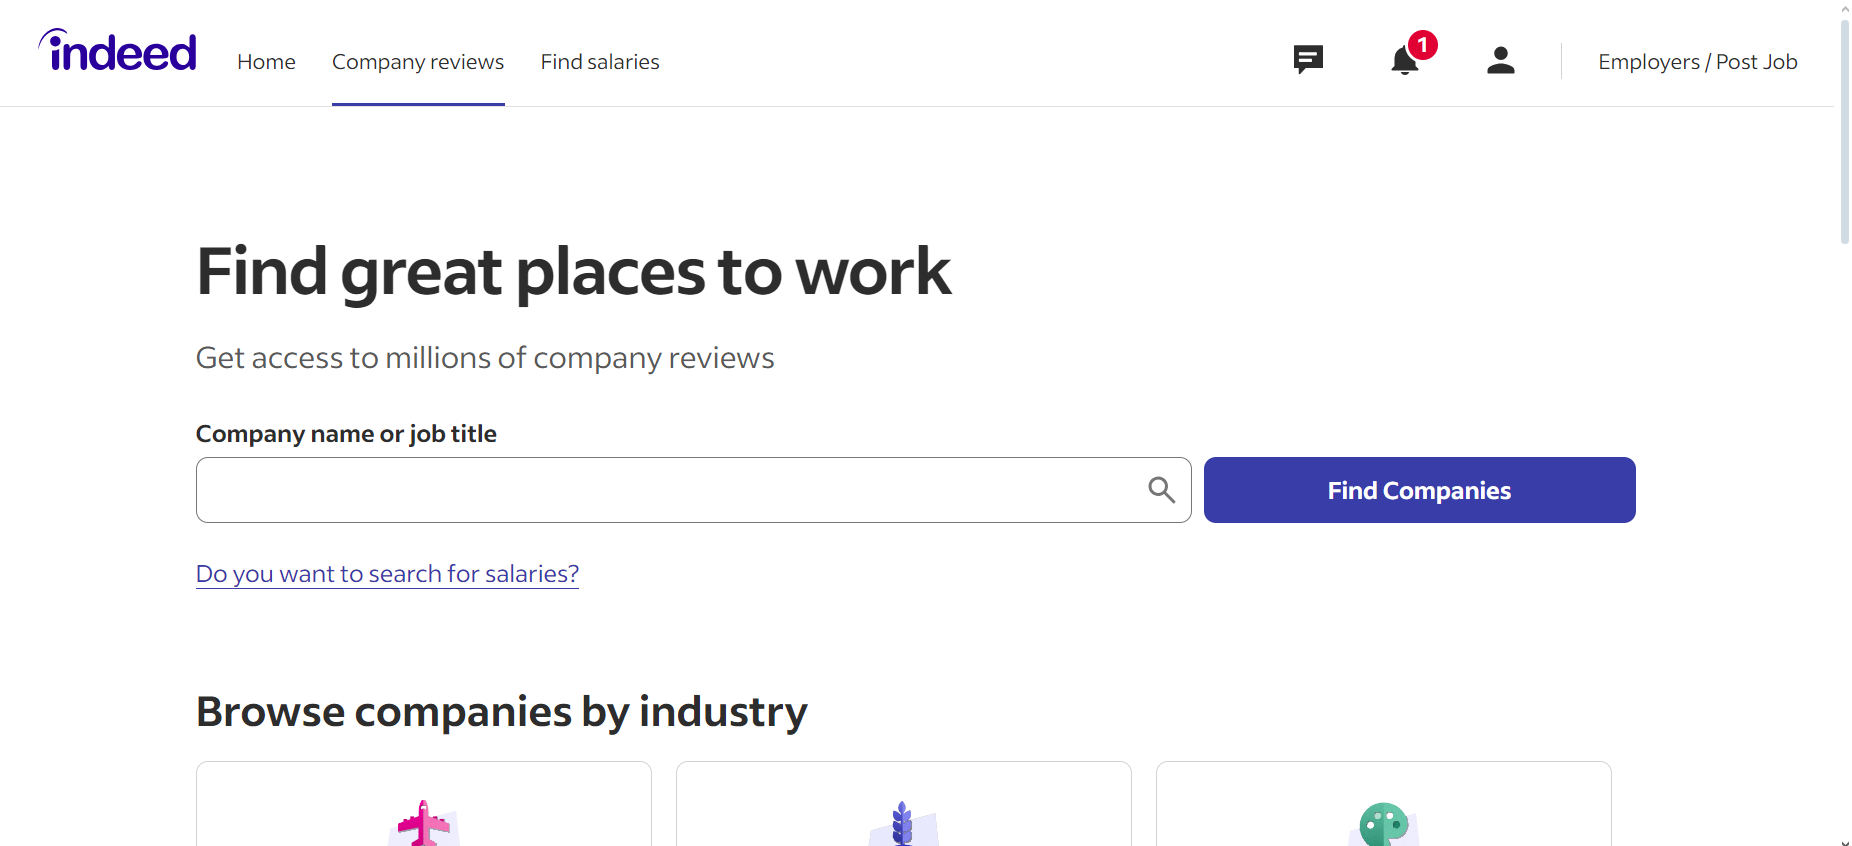 indeed
Home
Company reviews
Find salaries
1
Employers / Post Job
Find great places to work
Get access to millions of company reviews
Company name or job title
Find Companies
Do you want to search for salaries?
Browse companies by industry